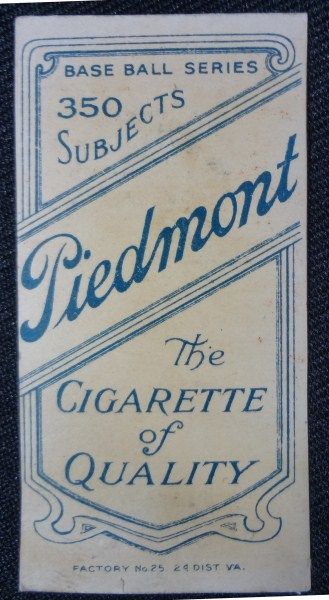 BASE BALL SERIES
350
SUBJECTS
Piedmont
The
CIGARETTE
of
QUALITY
FACTORY No. 25 2d DIST. VA.